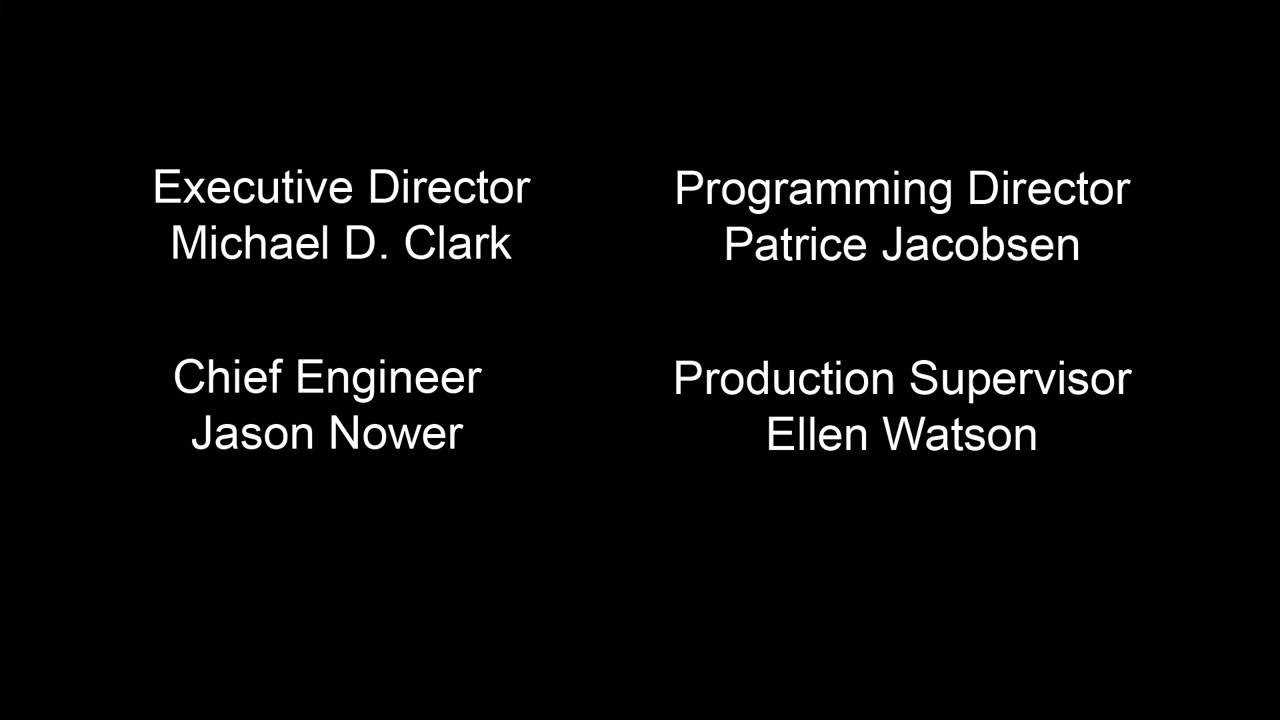 Executive Director
Michael D. Clark
Programming Director
Patrice Jacobsen
Chief Engineer
Jason Nower
Production Supervisor
Ellen Watson